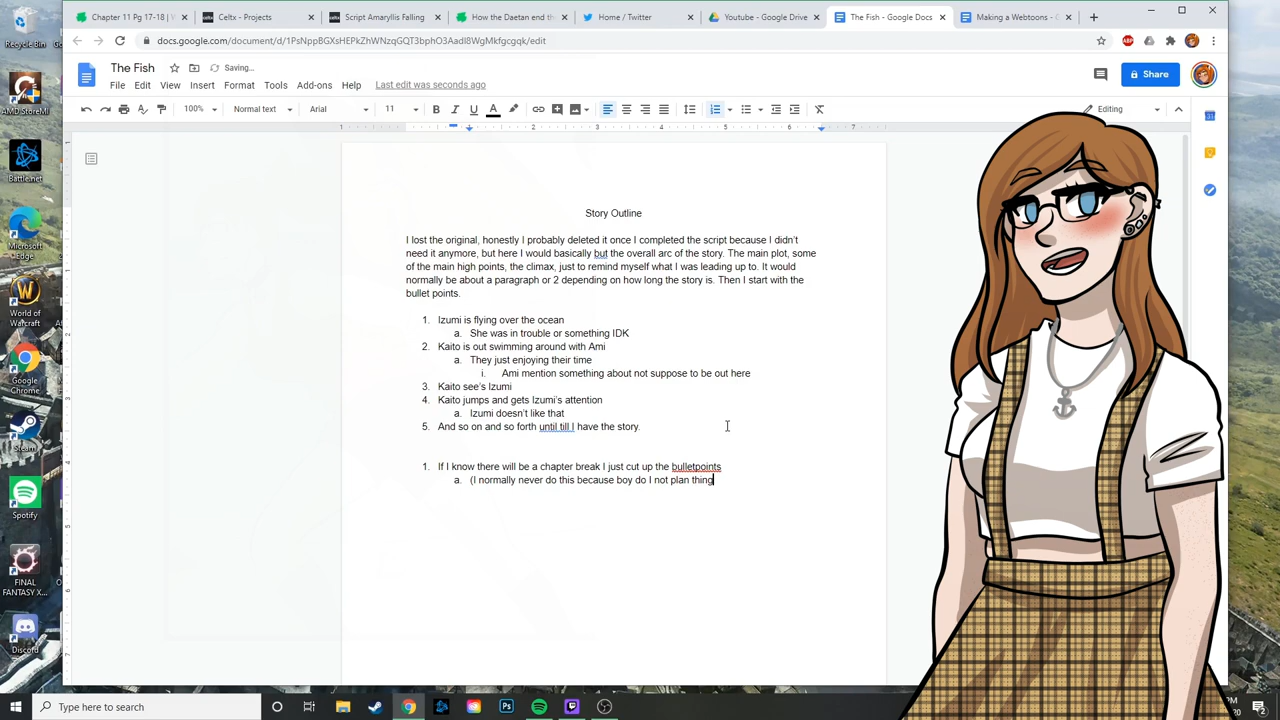 Recycle Bin
AMD StoreMI
Battle.net
Microsoft
Edge
World of
Warcraft
Google
Chrome
Steam
Spotify
FINAL
FANTASY X...
Discord
Chapter 11 Pg 17-18 |
Celtx - Projects
Script Amaryllis Falling
How the Daetan end th
Home / Twitter
Youtube - Google Drive
The Fish - Google Docs
Making a Webtoons - G
The Fish
Saving...
File Edit View Insert Format Tools Add-ons Help Last edit was seconds ago
Share
100% Normal text Arial 11 Editing
Story Outline
I lost the original, honestly I probably deleted it once I completed the script because I didn't
need it anymore, but here I would basically but the overall arc of the story. The main plot, some
of the main high points, the climax, just to remind myself what I was leading up to. It would
normally be about a paragraph or 2 depending on how long the story is. Then I start with the
bullet points.
1. Izumi is flying over the ocean
a. She was in trouble or something IDK
2. Kaito is out swimming around with Ami
a. They just enjoying their time
i. Ami mention something about not suppose to be out here
3. Kaito see's Izumi
4. Kaito jumps and gets Izumi's attention
a. Izumi doesn't like that
5. And so on and so forth until till I have the story.
1. If I know there will be a chapter break I just cut up the bulletpoints
a. (I normally never do this because boy do I not plan thing
Type here to search